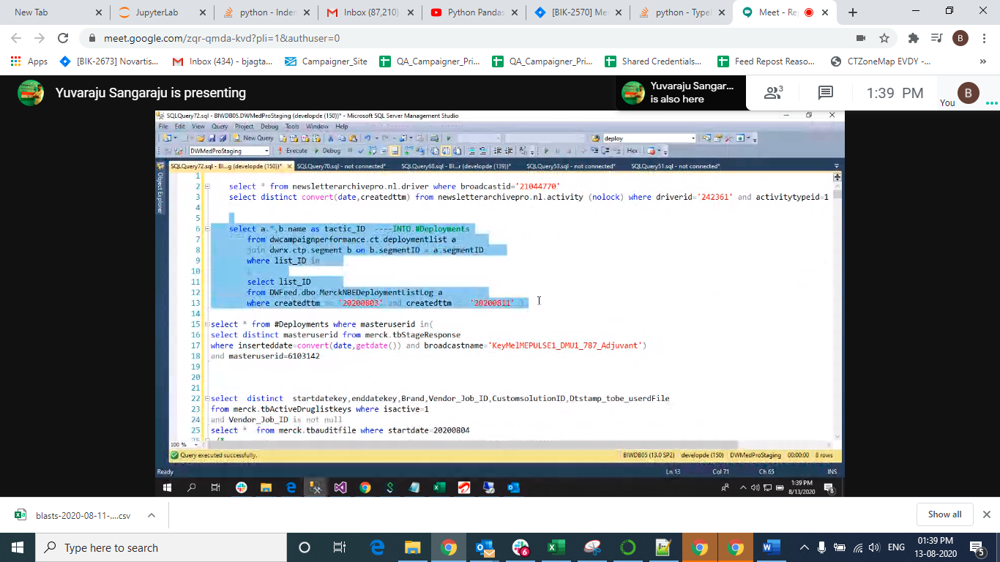 New Tab
JupyterLab
python - Inder
Inbox (87,210)
Python Pandas
[BIK-2570] Me
python - Type
Meet - Re
meet.google.com/zqr-qmda-kvd?pli=1&authuser=0
B
Apps
[BIK-2673] Novartis...
Inbox (434) - bjagta...
Campaigner_Site
QA_Campaigner_Pri...
QA_Campaigner_Pri...
Shared Credentials...
Feed Repost Reaso...
CTZoneMap EVDY -...
Yuvaraju Sangaraju is presenting
Yuvaraju Sangar...
is also here
3
1:39 PM
You
B
SQLQuery72.sql - BIWDB05.DWMedProStaging (developde (150))* - Microsoft SQL Server Management Studio
File Edit View Query Project Debug Tools Window Help
New Query
deploy
DWMedProStaging
Execute
Debug
Hex
SQLQuery72.sql - BI...g (developde (150))*
SQLQuery70.sql - not connected*
SQLQuery68.sql - BI...r (developde (139))*
SQLQuery53.sql - not connected*
SQLQuery51.sql - not connected*
Object Explorer
1
2 select * from newsletterarchivepro.nl.driver where broadcastid='21044770'
3 select distinct convert(date,createdttm) from newsletterarchivepro.nl.activity (nolock) where driverid='242361' and activitytypeid=1
4
5
6 select a.*,b.name as tactic_ID ----INTO #Deployments
7 from dwcampaignperformance.ct.deploymentlist a
8 join dwrx.ctp.segment b on b.segmentID = a.segmentID
9 where list_ID in
10 (
11 select list_ID
12 from DWFeed.dbo.MerckNBEDeploymentListLog a
13 where createdttm '20200803' and createdttm '20200811' )
14
15 select * from #Deployments where masteruserid in(
16 select distinct masteruserid from merck.tbStageResponse
17 where inserteddate=convert(date,getdate()) and broadcastname='KeyMelMEPULSE1_DMU1_787_Adjuvant')
18 and masteruserid=6103142
19
20
21
22 select distinct startdatekey,enddatekey,Brand,Vendor_Job_ID,CustomsolutionID,Dtstamp_tobe_userdFile
23 from merck.tbActiveDruglistkeys where isactive=1
24 and Vendor_Job_ID is not null
25 select * from merck.tbauditfile where startdate=20200804
26 /*
100 %
Query executed successfully.
BIWDB05 (13.0 SP2)
developde (150)
DWMedProStaging
00:00:00
8 rows
Ready
Ln 13
Col 71
Ch 65
INS
1:39 PM
8/13/2020
8
blasts-2020-08-11-....csv
Show all
Type here to search
6
ENG
01:39 PM
13-08-2020
5